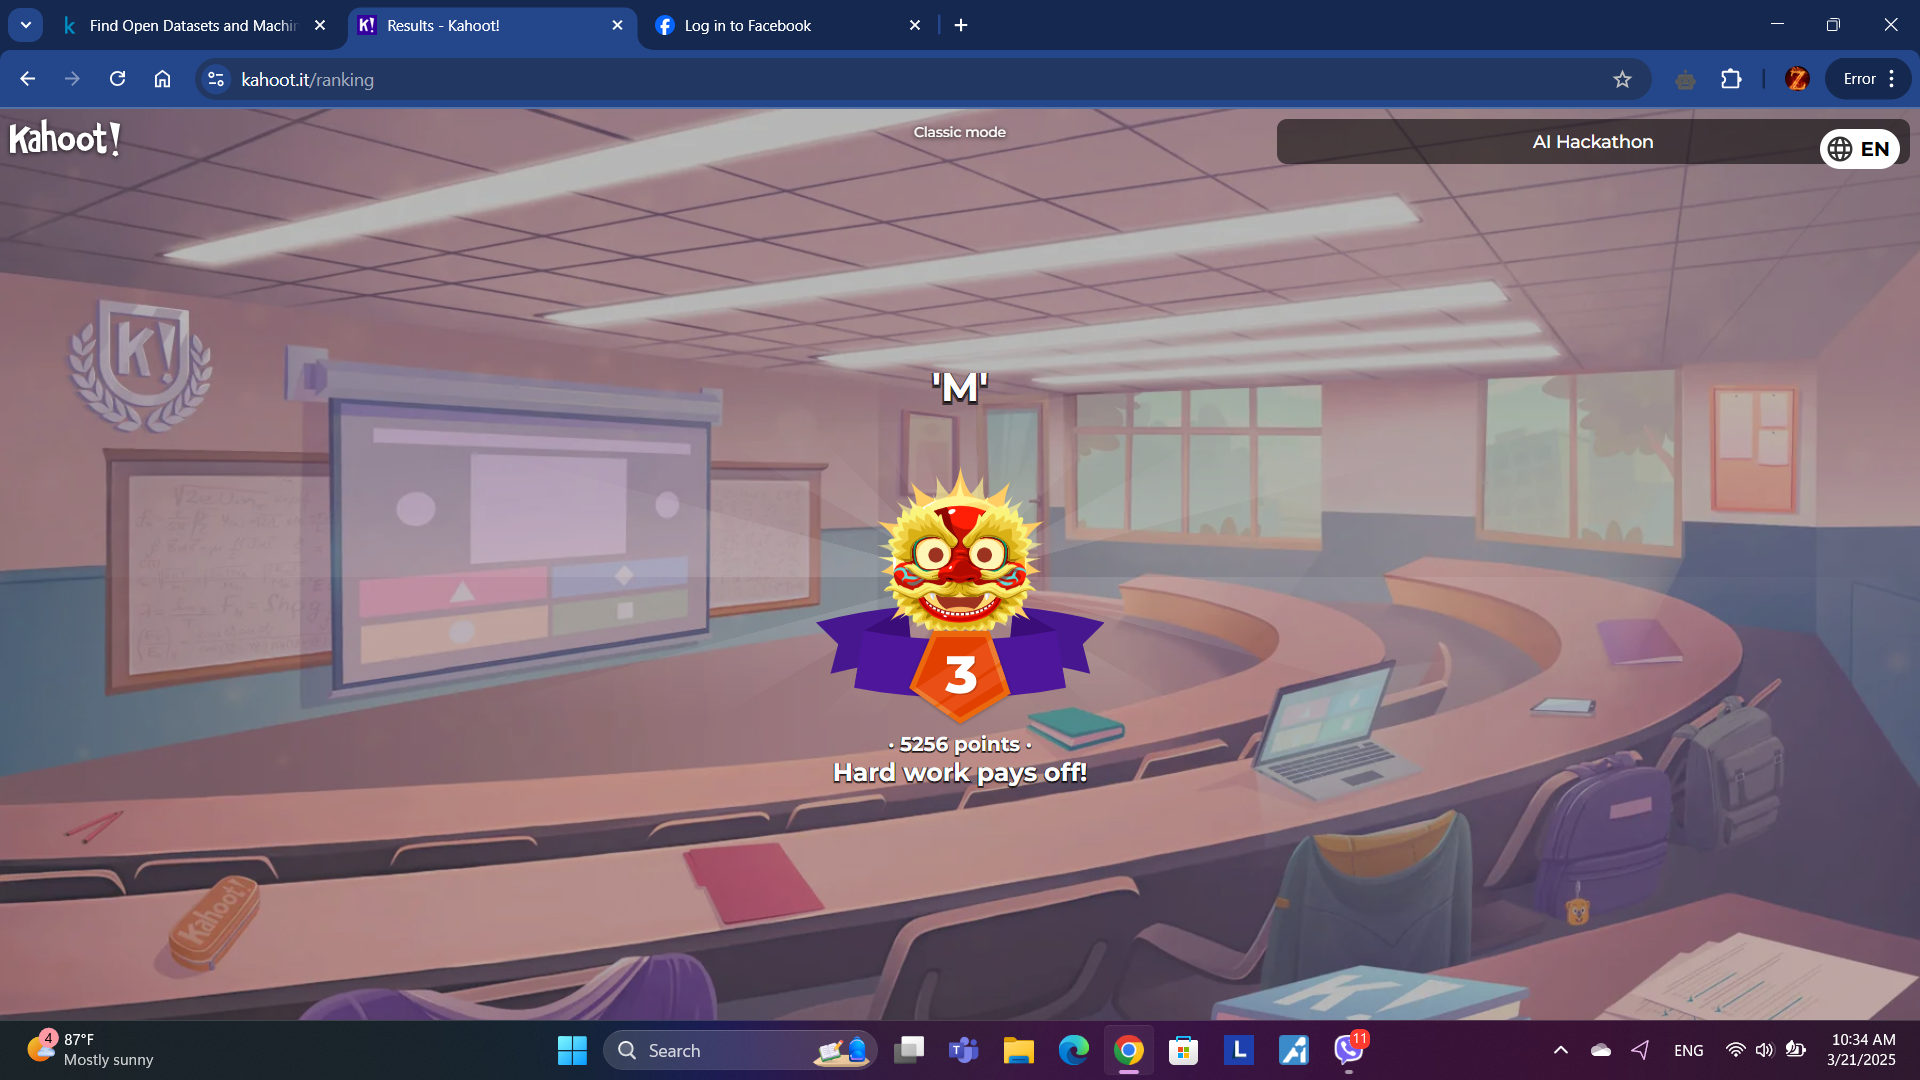 Find Open Datasets and Machin
Results - Kahoot!
Log in to Facebook
kahoot.it/ranking
Error
Kahoot!
Classic mode
AI Hackathon
EN
K!
'M'
3
· 5256 points ·
Hard work pays off!
Kahoot!
K!
4
87°F
Mostly sunny
Search
11
ENG
10:34 AM
3/21/2025